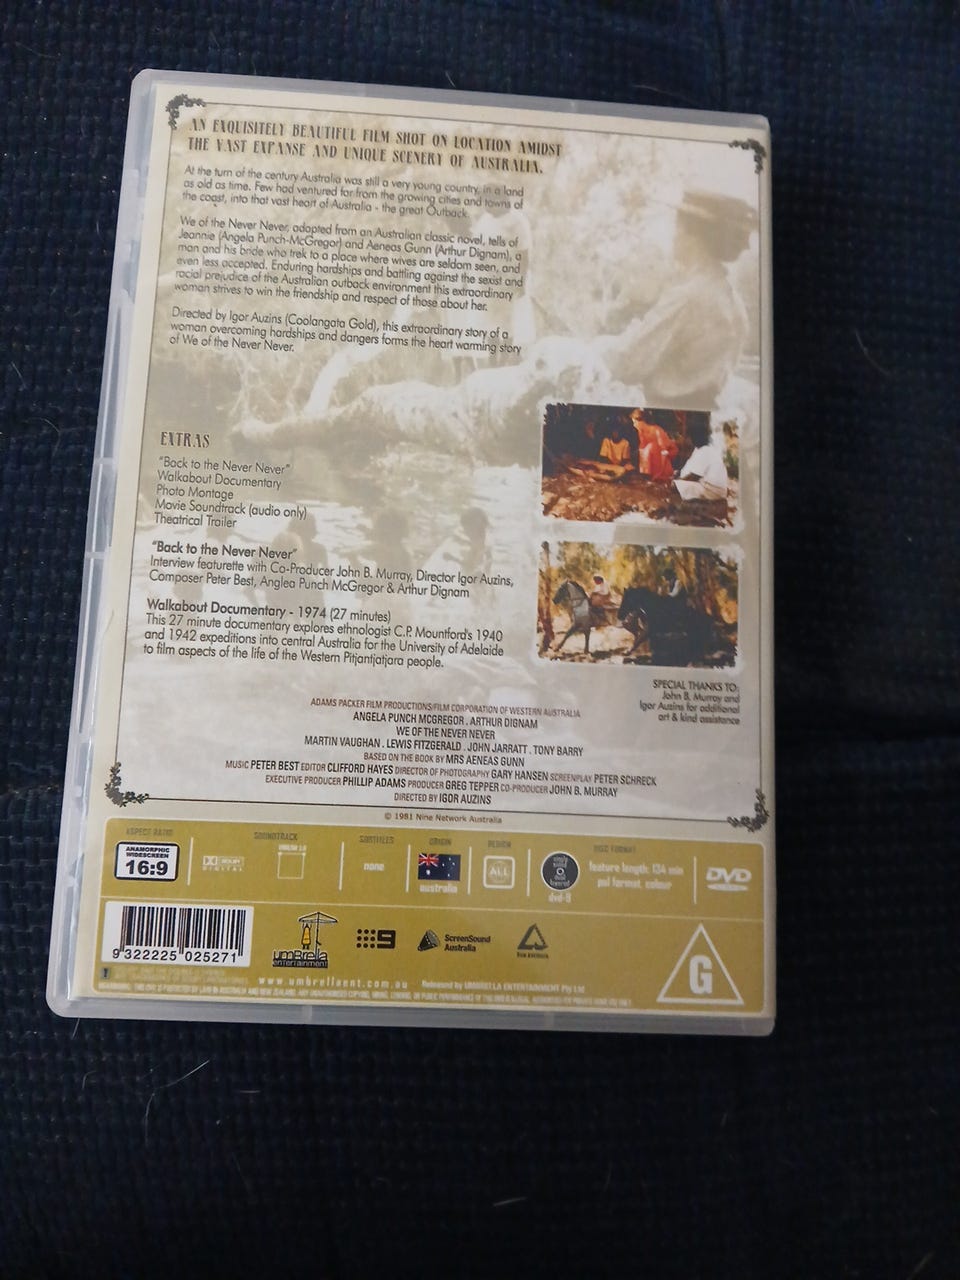 AN EXQUISITELY BEAUTIFUL FILM SHOT ON LOCATION AMIDST
THE VAST EXPANSE AND UNIQUE SCENERY OF AUSTRALIA.
At the turn of the century Australia was still a very young country, in a land
as old as time. Few had ventured far from the growing cities and towns of
the coast, into that vast heart of Australia - the great Outback.
We of the Never Never, adapted from an Australian classic novel, tells of
Jeannie (Angela Punch-McGregor) and Aeneas Gunn (Arthur Dignam), a
man and his bride who trek to a place where wives are seldom seen, and
even less accepted. Enduring hardships and battling against the sexist and
racial prejudice of the Australian outback environment this extraordinary
woman strives to win the friendship and respect of those about her.
Directed by Igor Auzins (Coolangata Gold), this extraordinary story of a
woman overcoming hardships and dangers forms the heart warming story
of We of the Never Never.
EXTRAS
"Back to the Never Never"
Walkabout Documentary
Photo Montage
Movie Soundtrack (audio only)
Theatrical Trailer
"Back to the Never Never"
Interview featurette with Co-Producer John B. Murray, Director Igor Auzins,
Composer Peter Best, Anglea Punch McGregor & Arthur Dignam
Walkabout Documentary - 1974 (27 minutes)
This 27 minute documentary explores ethnologist C.P. Mountford's 1940
and 1942 expeditions into central Australia for the University of Adelaide
to film aspects of the life of the Western Pitjantjatjara people.
SPECIAL THANKS TO:
John B. Murray and
Igor Auzins for additional
art & kind assistance
ADAMS PACKER FILM PRODUCTIONS/FILM CORPORATION OF WESTERN AUSTRALIA
ANGELA PUNCH MCGREGOR . ARTHUR DIGNAM
WE OF THE NEVER NEVER
MARTIN VAUGHAN . LEWIS FITZGERALD . JOHN JARRATT . TONY BARRY
BASED ON THE BOOK BY MRS AENEAS GUNN
MUSIC PETER BEST EDITOR CLIFFORD HAYES DIRECTOR OF PHOTOGRAPHY GARY HANSEN SCREENPLAY PETER SCHRECK
EXECUTIVE PRODUCER PHILLIP ADAMS PRODUCER GREG TEPPER CO-PRODUCER JOHN B. MURRAY
DIRECTED BY IGOR AUZINS
© 1981 Nine Network Australia
ASPECT RATIO
ANAMORPHIC
WIDESCREEN
16:9
SOUNDTRACK
DOLBY
DIGITAL
SUBTITLES
none
ORIGIN
australia
REGION
ALL
dvd-9
DISC FORMAT
feature length: 134 min
pal format, colour
DVD
9 322225 025271
umbrella
entertainment
9
ScreenSound
Australia
G
www.umbrellaent.com.au Released by UMBRELLA ENTERTAINMENT Pty Ltd